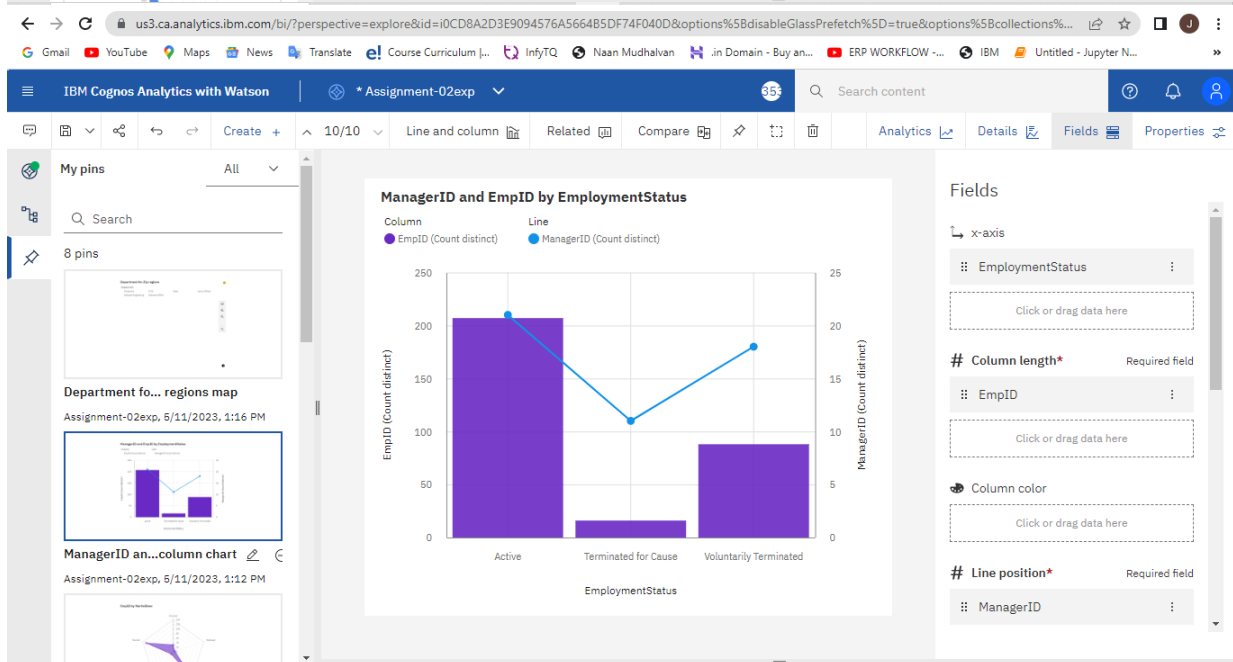 us3.ca.analytics.ibm.com/bi/?perspective=explore&id=i0CD8A2D3E9094576A5664B5DF74F040D&options%5BdisableGlassPrefetch%5D=true&options%5Bcollections%...
J
G Gmail YouTube Maps News Translate e! Course Curriculum |... InfyTQ Naan Mudhalvan .in Domain - Buy an... ERP WORKFLOW -... IBM Untitled - Jupyter N... »
IBM Cognos Analytics with Watson * Assignment-02exp 353 Search content
Create + 10/10 Line and column Related Compare Analytics Details Fields Properties
My pins All
Search
8 pins
Department fo... regions map
Assignment-02exp, 5/11/2023, 1:16 PM
ManagerID an...column chart
Assignment-02exp, 5/11/2023, 1:12 PM
ManagerID and EmpID by EmploymentStatus
Column Line
EmpID (Count distinct) ManagerID (Count distinct)
250 25
200 20
150 15
100 10
50 5
0 0
EmpID (Count distinct)
ManagerID (Count distinct)
Active Terminated for Cause Voluntarily Terminated
EmploymentStatus
Fields
x-axis
EmploymentStatus
Click or drag data here
# Column length* Required field
EmpID
Click or drag data here
Column color
Click or drag data here
# Line position* Required field
ManagerID